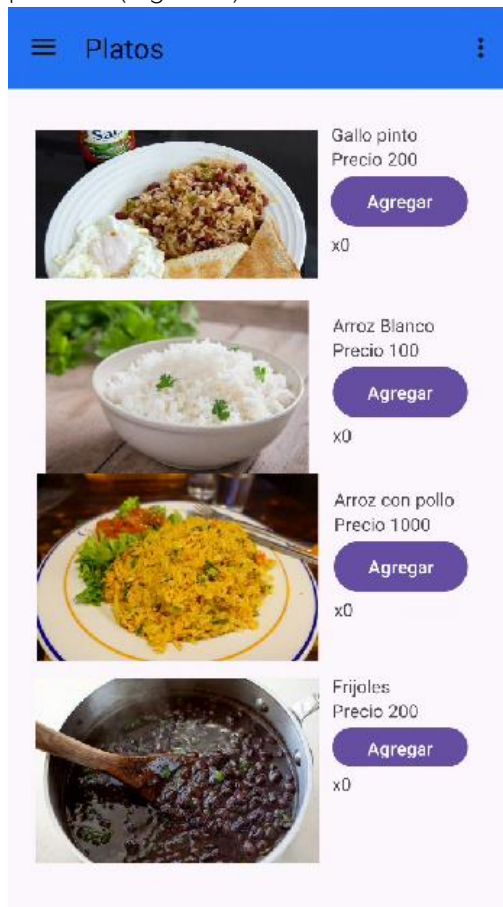 Platos
Gallo pinto
Precio 200
Agregar
x0
Arroz Blanco
Precio 100
Agregar
x0
Arroz con pollo
Precio 1000
Agregar
x0
Frijoles
Precio 200
Agregar
x0